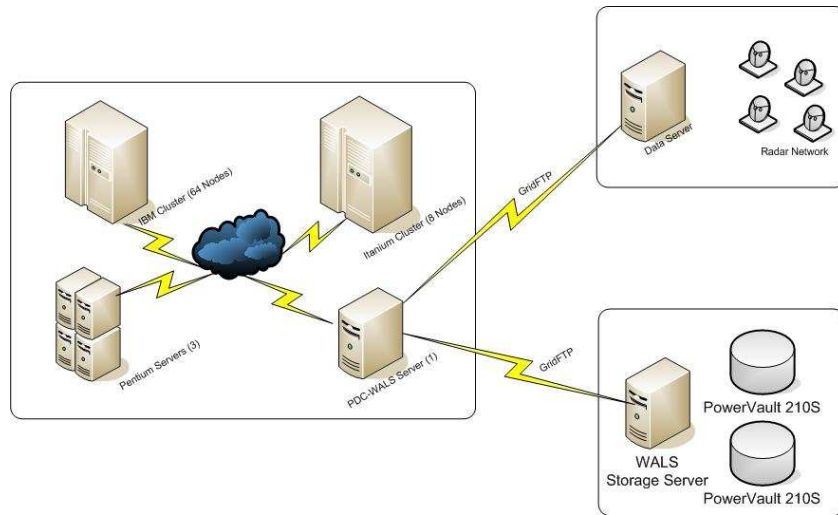 IBM Cluster (64 Nodes)
Itanium Cluster (8 Nodes)
Pentium Servers (3)
PDC-WALS Server (1)
Data Server
Radar Network
GridFTP
GridFTP
WALS
Storage Server
PowerVault 210S
PowerVault 210S